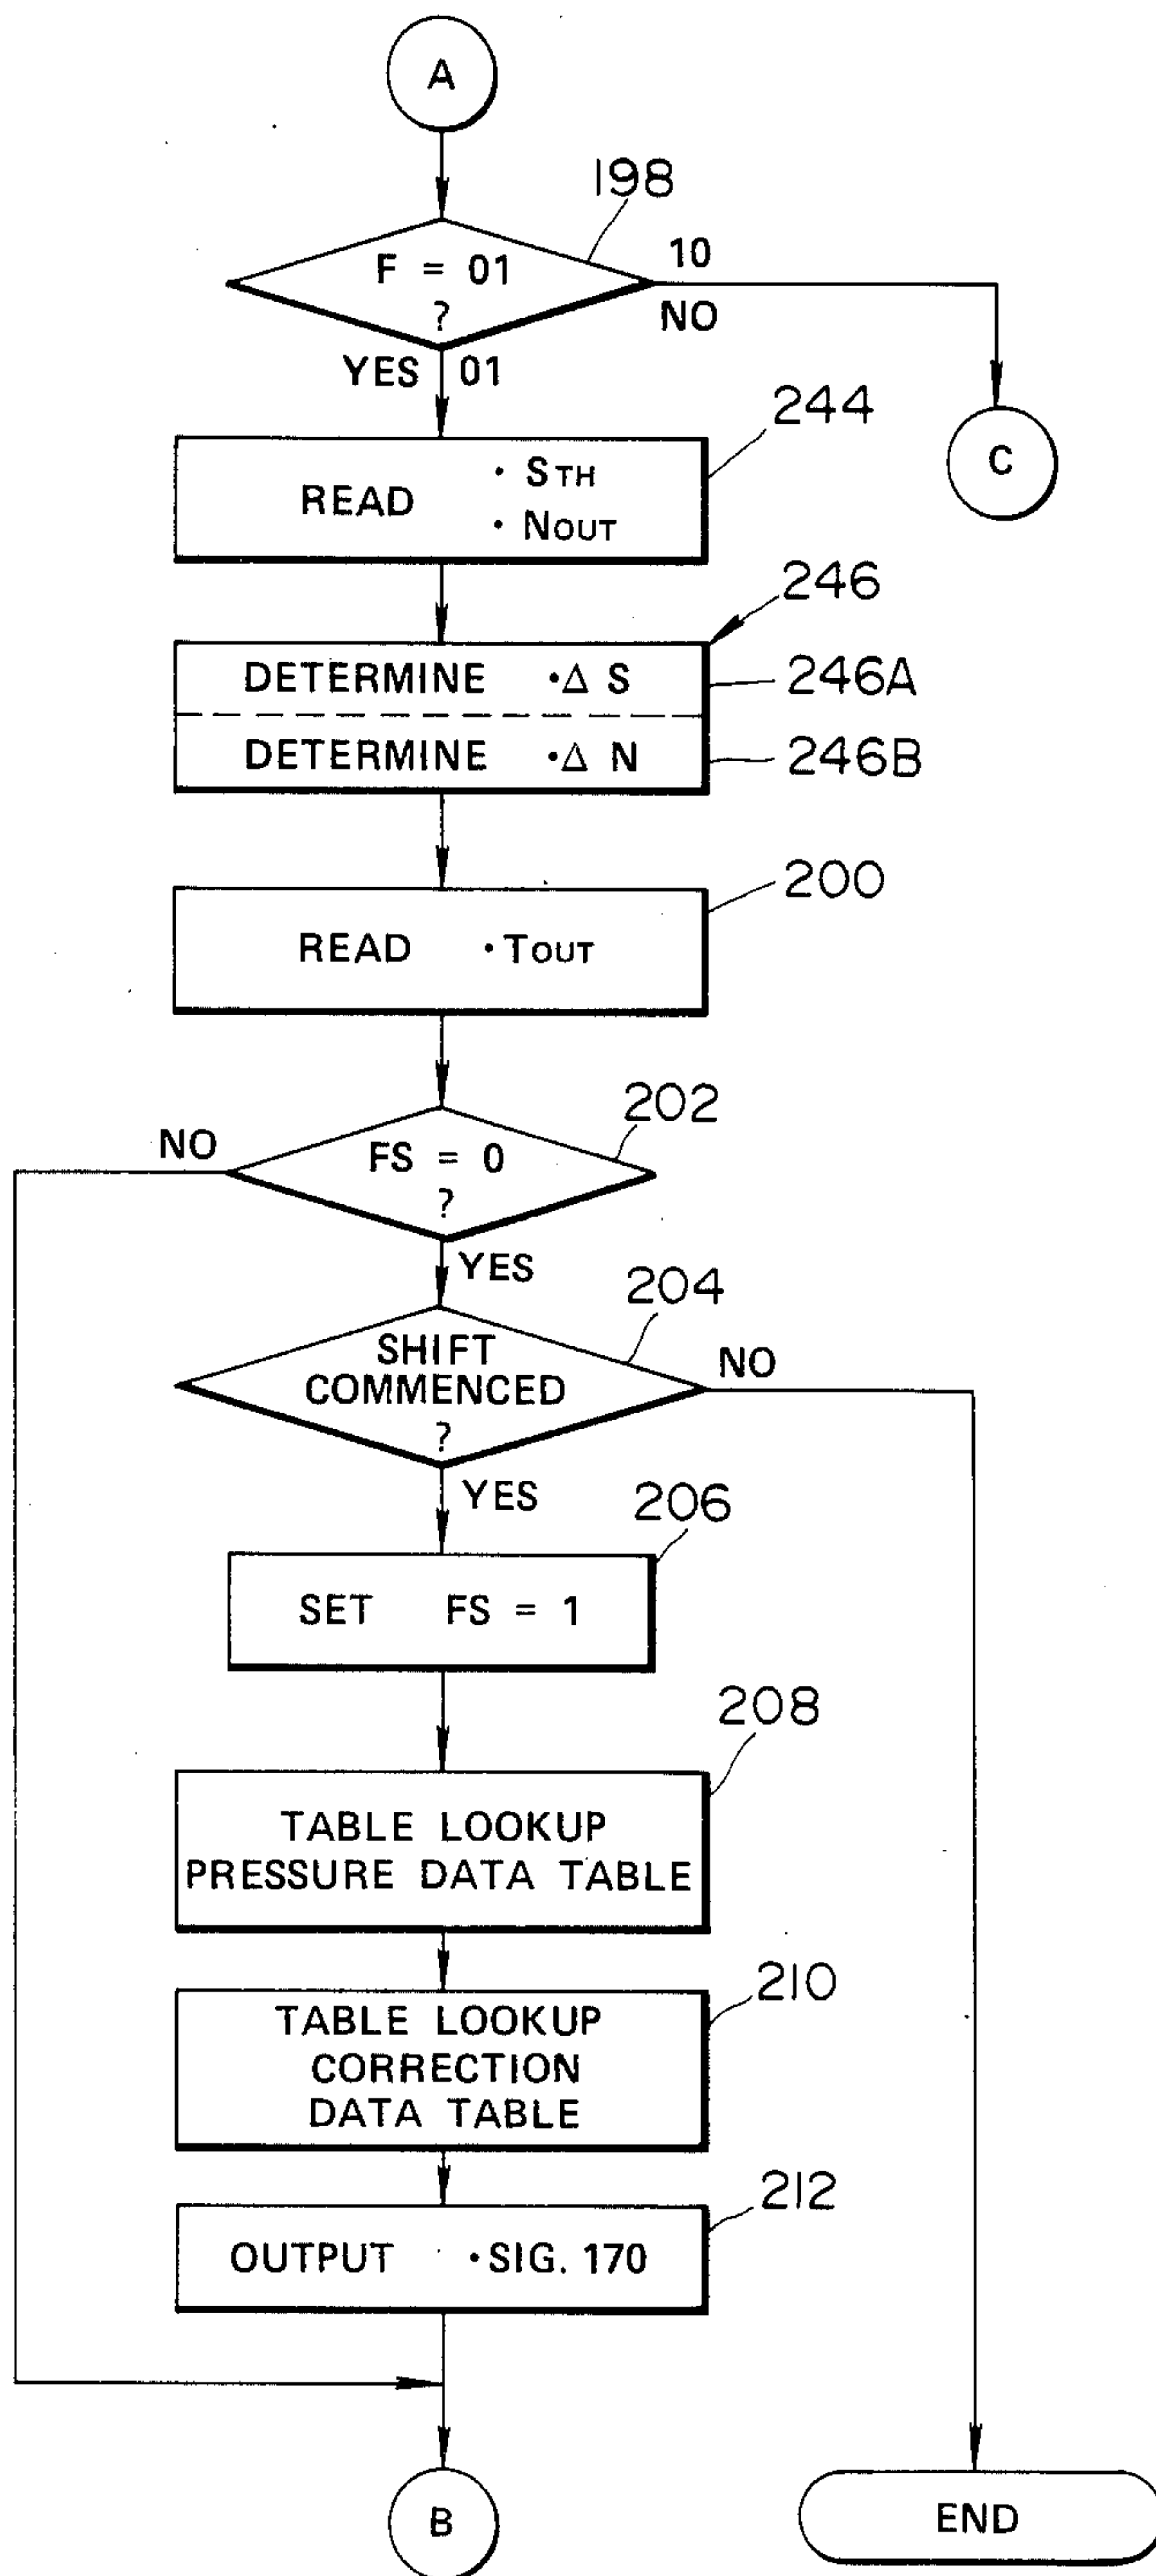 A
198
F = 01
?
10
NO
YES 01
244
READ
· STH
· NOUT
C
246
DETERMINE ·Δ S
246A
DETERMINE ·Δ N
246B
200
READ ·TOUT
202
NO
FS = 0
?
YES
204
SHIFT
COMMENCED
?
NO
YES
206
SET FS = 1
208
TABLE LOOKUP
PRESSURE DATA TABLE
210
TABLE LOOKUP
CORRECTION
DATA TABLE
212
OUTPUT ·SIG. 170
B
END